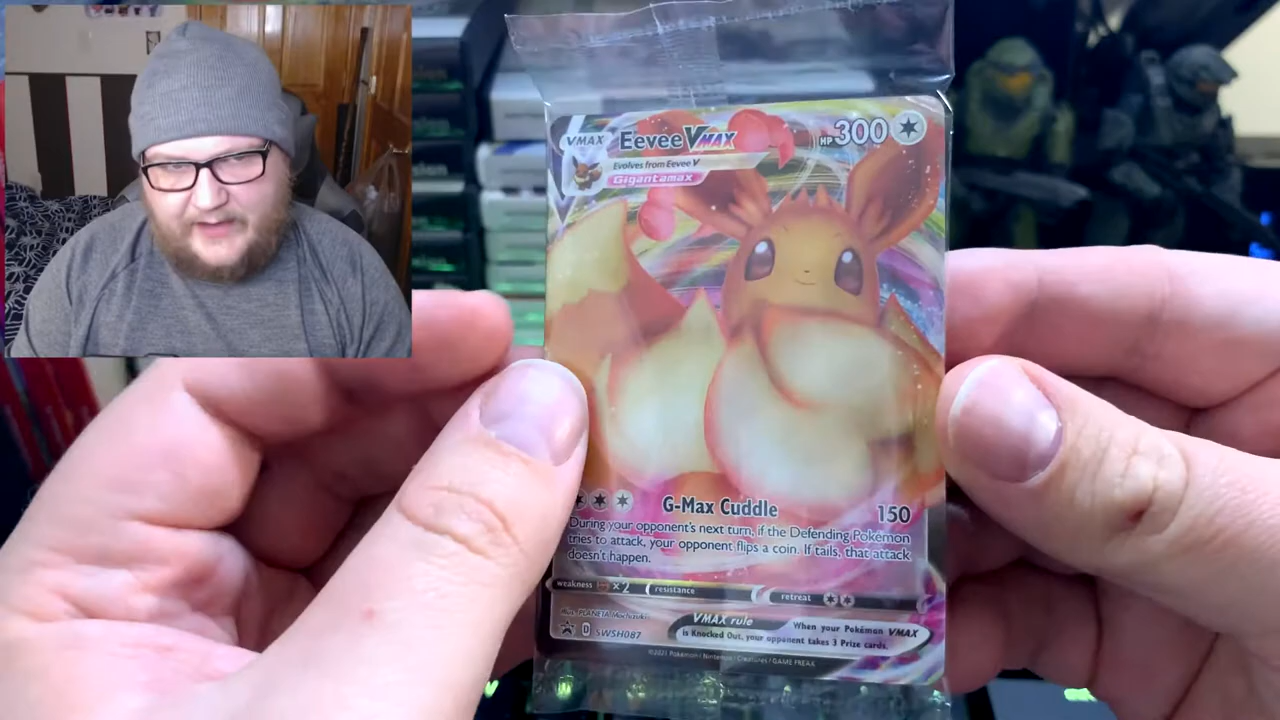 VMAX Eevee VMAX HP 300
Evolves from Eevee V
Gigantamax
G-Max Cuddle 150
During your opponent's next turn, if the Defending Pokémon
tries to attack, your opponent flips a coin. If tails, that attack
doesn't happen.
weakness ×2 resistance retreat
Illus. PLANETA Mochizuki
VMAX rule When your Pokémon VMAX
is Knocked Out, your opponent takes 3 Prize cards.
D SWSH087
©2021 Pokémon / Nintendo / Creatures / GAME FREAK